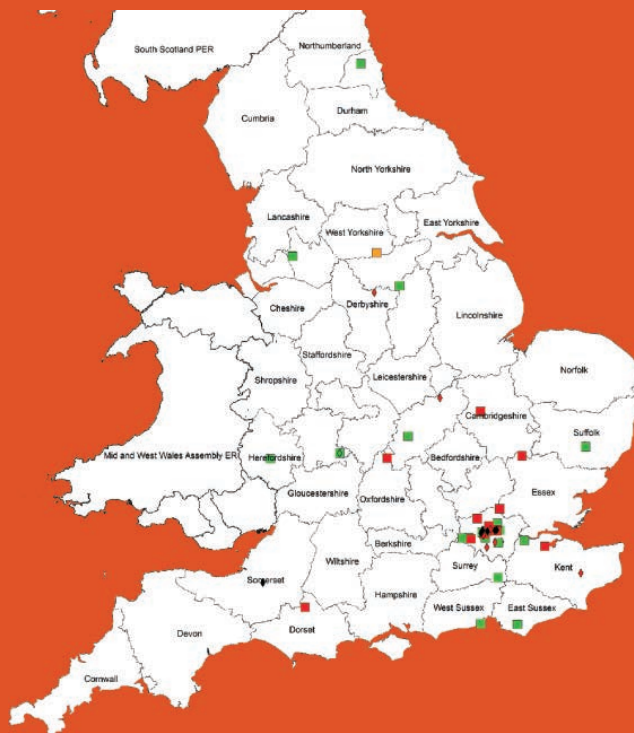 South Scotland PER
Northumberland
Durham
Cumbria
North Yorkshire
Lancashire
East Yorkshire
West Yorkshire
Cheshire
Derbyshire
Lincolnshire
Staffordshire
Shropshire
Leicestershire
Norfolk
Cambridgeshire
Suffolk
Mid and West Wales Assembly ER
Herefordshire
Bedfordshire
Gloucestershire
Oxfordshire
Essex
Berkshire
Wiltshire
Surrey
Kent
Somerset
Hampshire
West Sussex
East Sussex
Devon
Dorset
Cornwall